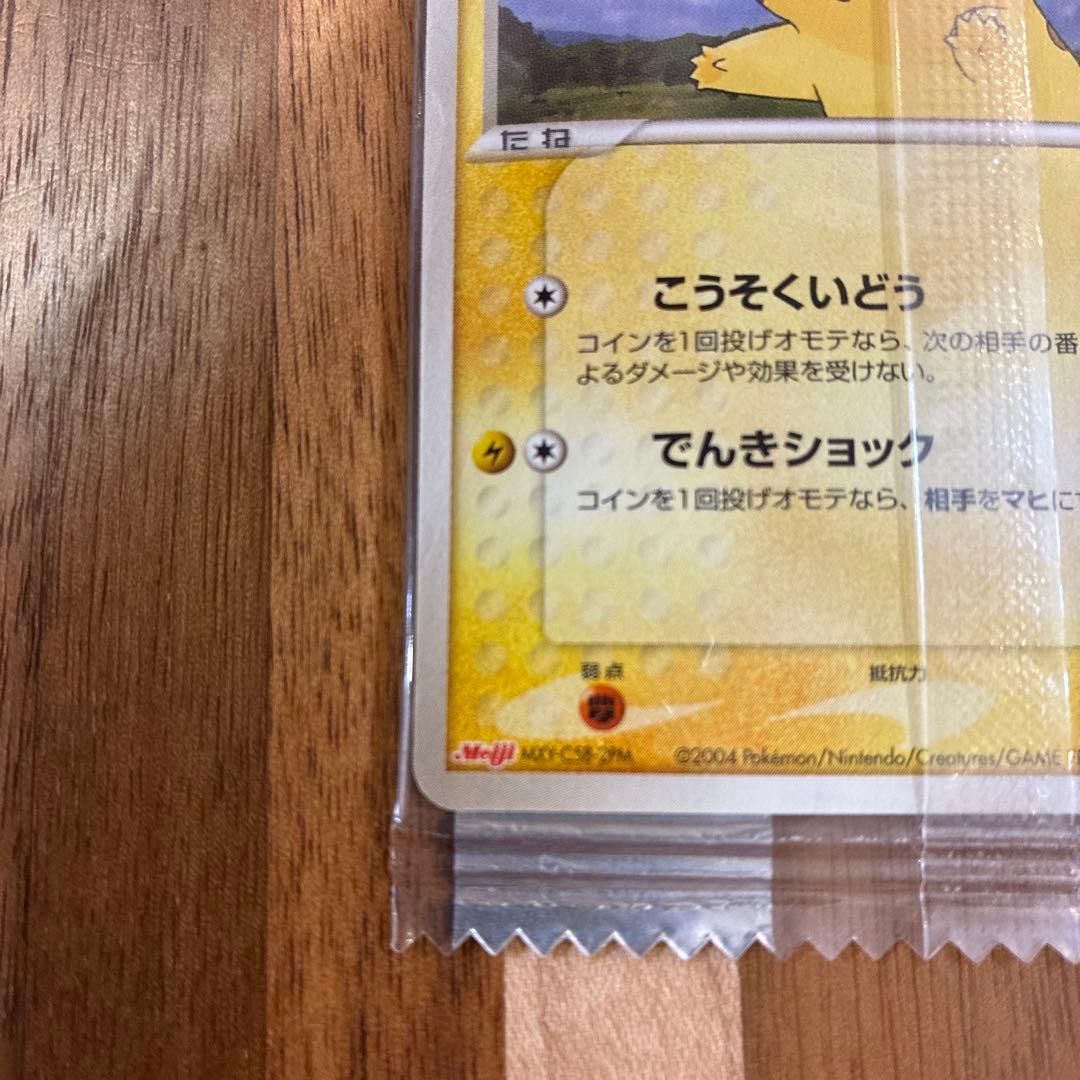 たね
こうそくいどう
コインを1回投げオモテなら、次の相手の番
よるダメージや効果を受けない。
でんきショック
コインを1回投げオモテなら、相手をマヒに
弱点 抵抗力
Meiji MXY-C58-2PM ©2004 Pokémon/Nintendo/Creatures/GAME